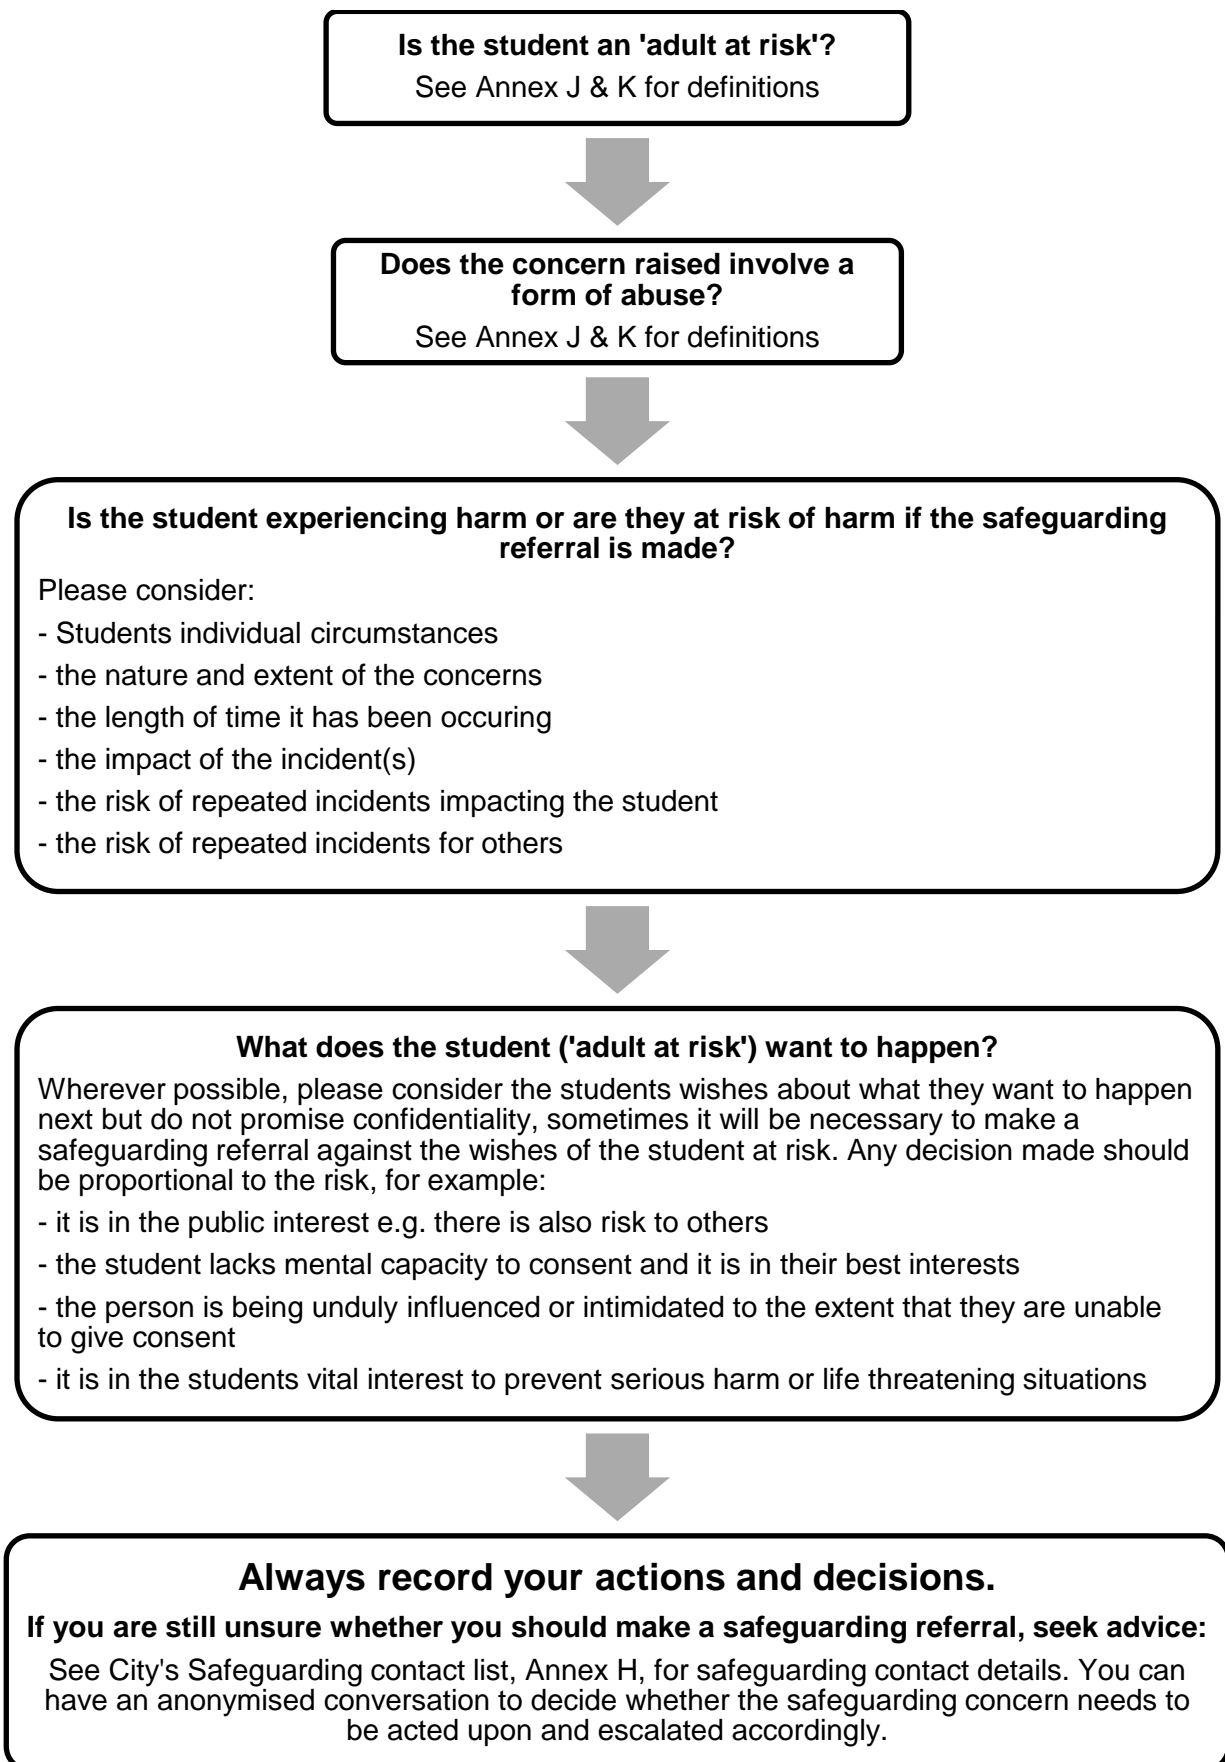 Is the student an 'adult at risk'?
See Annex J & K for definitions
Does the concern raised involve a
form of abuse?
See Annex J & K for definitions
Is the student experiencing harm or are they at risk of harm if the safeguarding
referral is made?
Please consider:
- Students individual circumstances
- the nature and extent of the concerns
- the length of time it has been occuring
- the impact of the incident(s)
- the risk of repeated incidents impacting the student
- the risk of repeated incidents for others
What does the student ('adult at risk') want to happen?
Wherever possible, please consider the students wishes about what they want to happen
next but do not promise confidentiality, sometimes it will be necessary to make a
safeguarding referral against the wishes of the student at risk. Any decision made should
be proportional to the risk, for example:
- it is in the public interest e.g. there is also risk to others
- the student lacks mental capacity to consent and it is in their best interests
- the person is being unduly influenced or intimidated to the extent that they are unable
to give consent
- it is in the students vital interest to prevent serious harm or life threatening situations
Always record your actions and decisions.
If you are still unsure whether you should make a safeguarding referral, seek advice:
See City's Safeguarding contact list, Annex H, for safeguarding contact details. You can
have an anonymised conversation to decide whether the safeguarding concern needs to
be acted upon and escalated accordingly.